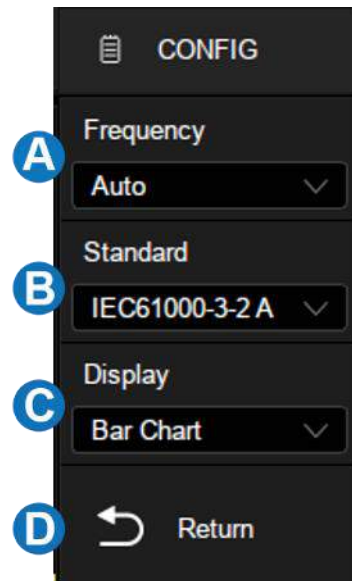 CONFIG
A
Frequency
Auto
B
Standard
IEC61000-3-2 A
C
Display
Bar Chart
D
Return